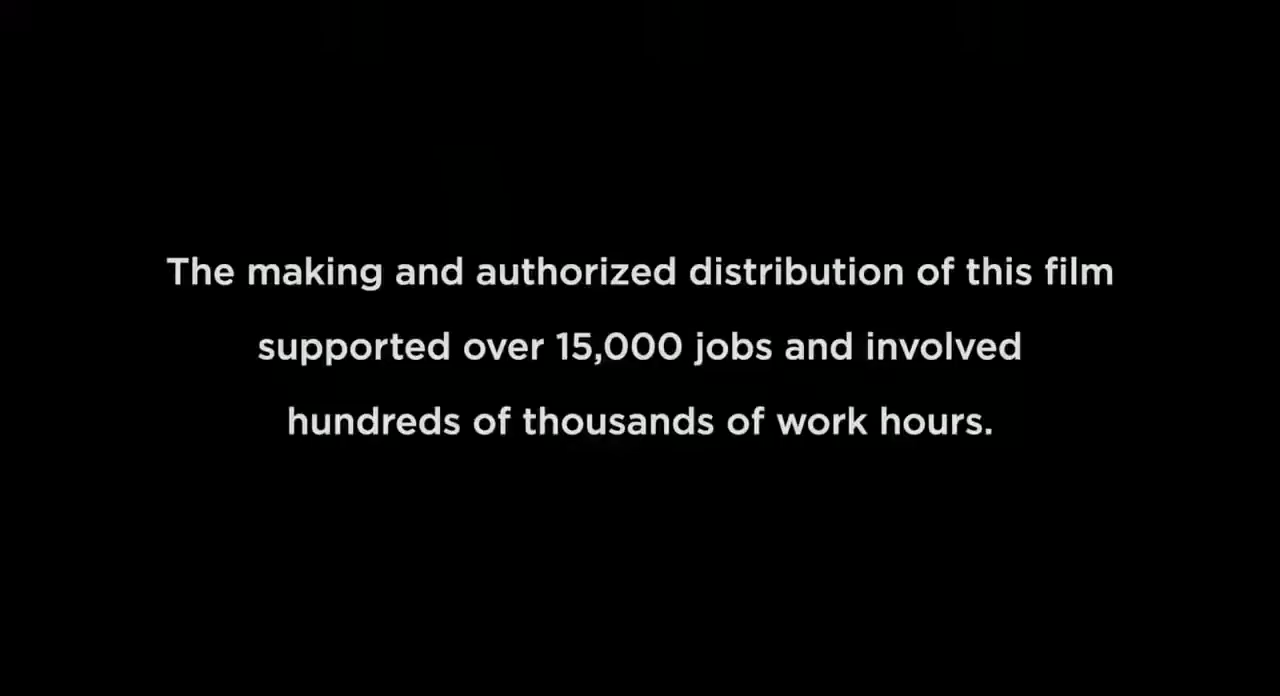 The making and authorized distribution of this film
supported over 15,000 jobs and involved
hundreds of thousands of work hours.